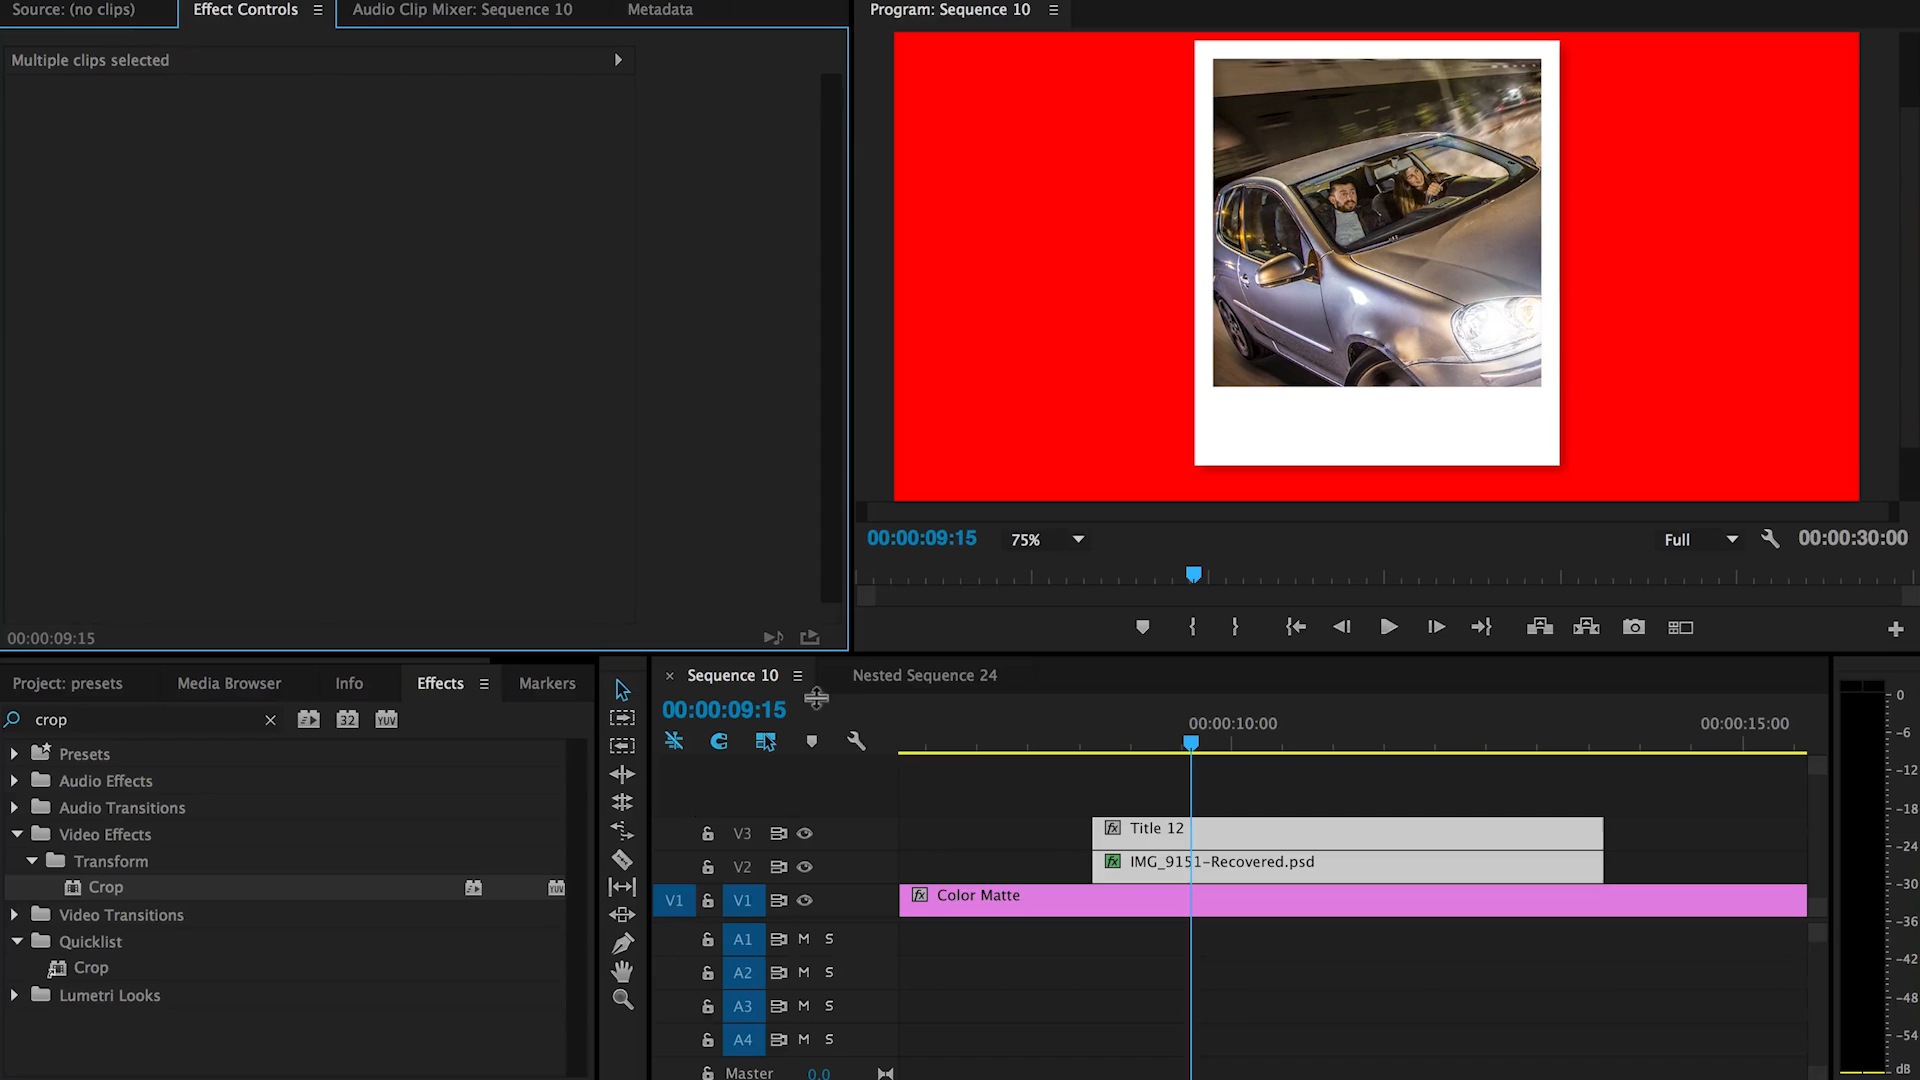 Source: (no clips)
Effect Controls
Audio Clip Mixer: Sequence 10
Metadata
Multiple clips selected
00:00:09:15
Program: Sequence 10
00:00:09:15
75%
Full
00:00:30:00
Project: presets
Media Browser
Info
Effects
Markers
crop
32
YUV
Presets
Audio Effects
Audio Transitions
Video Effects
Transform
Crop
YUV
Video Transitions
Quicklist
Crop
Lumetri Looks
Sequence 10
Nested Sequence 24
00:00:09:15
00:00:10:00
00:00:15:00
V3
fx Title 12
V2
fx IMG_9151-Recovered.psd
V1
V1
fx Color Matte
A1 M S
A2 M S
A3 M S
A4 M S
Master 0.0
0
-6
-12
-18
-24
-30
-36
-42
-48
-54
dB